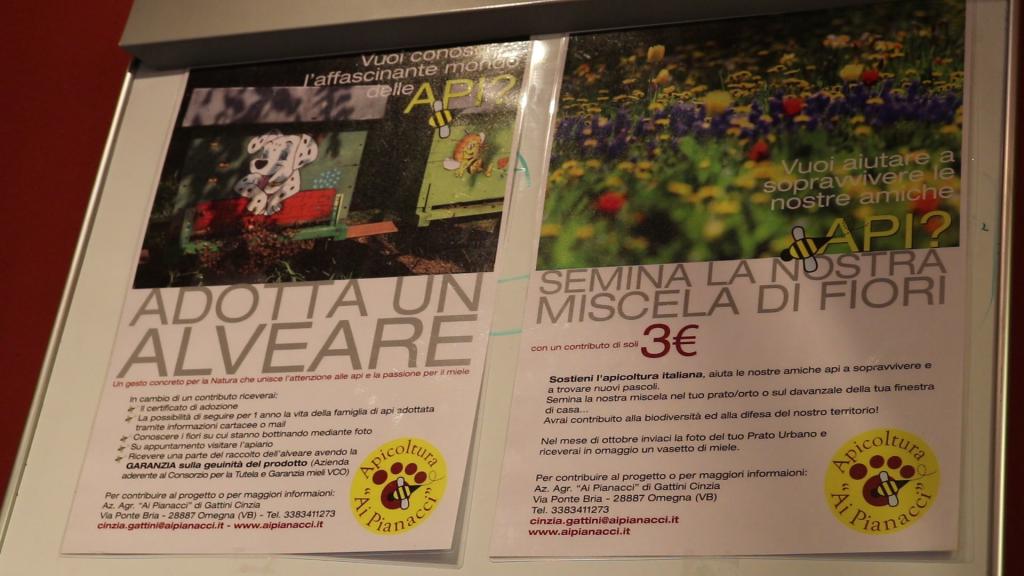 Vuoi conoscere
l'affascinante mondo
delle API?
ADOTTA UN
ALVEARE
Un gesto concreto per la Natura che unisce l'attenzione alle api e la passione per il miele
In cambio di un contributo riceverai:
Il certificato di adozione
La possibilità di seguire per 1 anno la vita della famiglia di api adottata
tramite informazioni cartacee o mail
Conoscere i fiori su cui stanno bottinando mediante foto
Su appuntamento visitare l'apiario
Ricevere una parte del raccolto dell'alveare avendo la
GARANZIA sulla geuinità del prodotto (Azienda
aderente al Consorzio per la Tutela e Garanzia mieli VCO)
Per contribuire al progetto o per maggiori informaioni:
Az. Agr. "Ai Pianacci" di Gattini Cinzia
Via Ponte Bria - 28887 Omegna (VB) - Tel. 3383411273
cinzia.gattini@aipianacci.it - www.aipianacci.it
Apicoltura
"Ai Pianacci"
Vuoi aiutare a
sopravvivere le
nostre amiche
API?
SEMINA LA NOSTRA
MISCELA DI FIORI
con un contributo di soli 3€
Sostieni l'apicoltura italiana, aiuta le nostre amiche api a sopravvivere e
a trovare nuovi pascoli.
Semina la nostra miscela nel tuo prato/orto o sul davanzale della tua finestra
di casa...
Avrai contributo alla biodiversità ed alla difesa del nostro territorio!
Nel mese di ottobre inviaci la foto del tuo Prato Urbano e
riceverai in omaggio un vasetto di miele.
Per contribuire al progetto o per maggiori informaioni:
Az. Agr. "Ai Pianacci" di Gattini Cinzia
Via Ponte Bria - 28887 Omegna (VB)
Tel. 3383411273
cinzia.gattini@aipianacci.it
www.aipianacci.it
Apicoltura
"Ai Pianacci"